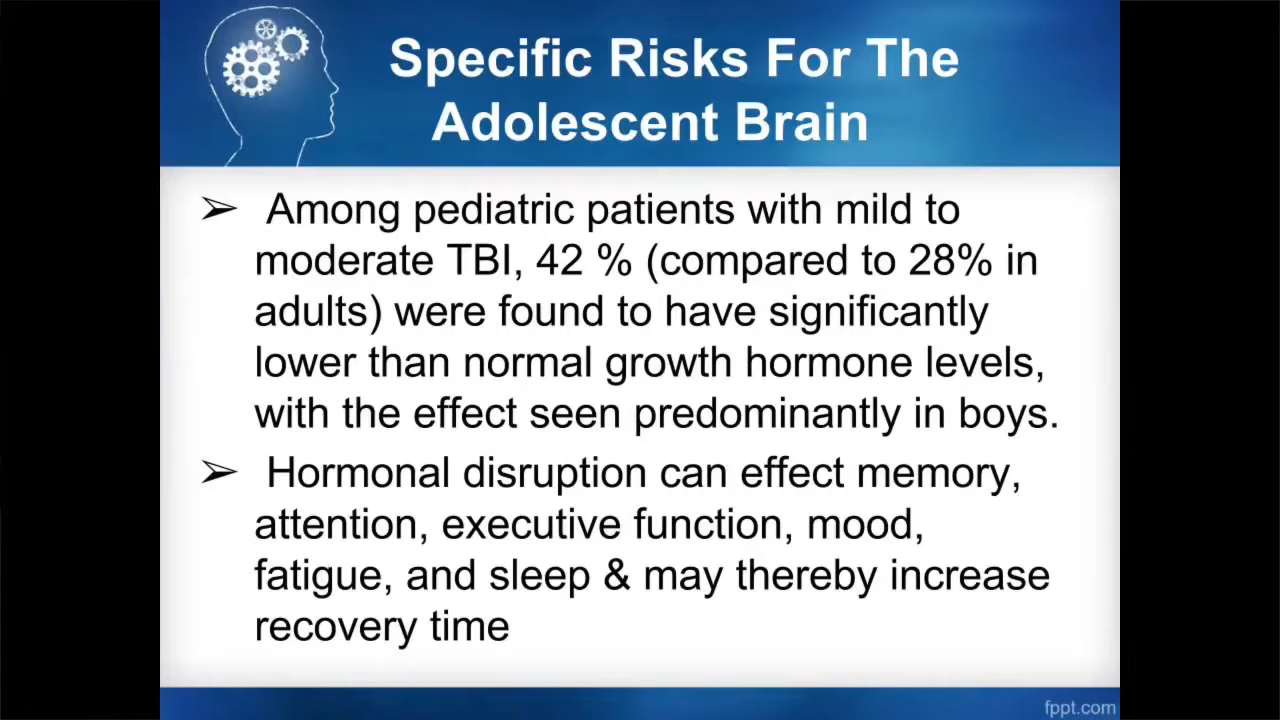 Specific Risks For The
Adolescent Brain
➢ Among pediatric patients with mild to
moderate TBI, 42 % (compared to 28% in
adults) were found to have significantly
lower than normal growth hormone levels,
with the effect seen predominantly in boys.
➢ Hormonal disruption can effect memory,
attention, executive function, mood,
fatigue, and sleep & may thereby increase
recovery time
fppt.com